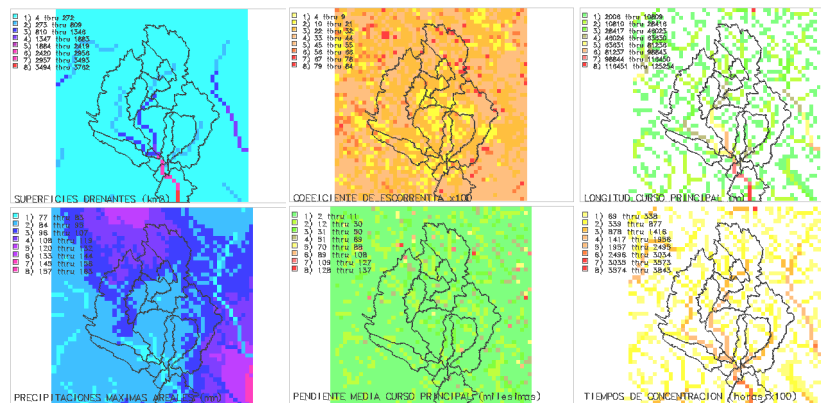 1) 4 thru 272
2) 273 thru 809
3) 810 thru 1346
4) 1347 thru 1883
5) 1884 thru 2419
6) 2420 thru 2956
7) 2957 thru 3493
8) 3494 thru 3762
SUPERFICIES DRENANTES (km2)
1) 4 thru 9
2) 10 thru 21
3) 22 thru 32
4) 33 thru 44
5) 45 thru 55
6) 56 thru 66
7) 67 thru 78
8) 79 thru 84
COEFICIENTE DE ESCORRENTIA x100
1) 2006 thru 10809
2) 10810 thru 28416
3) 28417 thru 46023
4) 46024 thru 63630
5) 63631 thru 81236
6) 81237 thru 98843
7) 98844 thru 116450
8) 116451 thru 125254
LONGITUD CURSO PRINCIPAL (m)
1) 77 thru
2) 84 thru
3) 96 thru 107
4) 108 thru
5) 120 thru
6) 133 thru
7) 145 thru
8) 157 thru
PRECIPITACIONES MAXIMAS AREALES (mm)
1) 2 thru 11
2) 12 thru 30
3) 31 thru 50
4) 51 thru 69
5) 70 thru 88
6) 89 thru 108
7) 109 thru 127
8) 128 thru 137
PENDIENTE MEDIA CURSO PRINCIPAL (milesimas)
1) 69 thru 338
2) 339 thru 877
3) 878 thru 1416
4) 1417 thru 1956
5) 1957 thru 2495
6) 2496 thru 3034
7) 3035 thru 3573
8) 3574 thru 3843
TIEMPOS DE CONCENTRACION (horas x100)